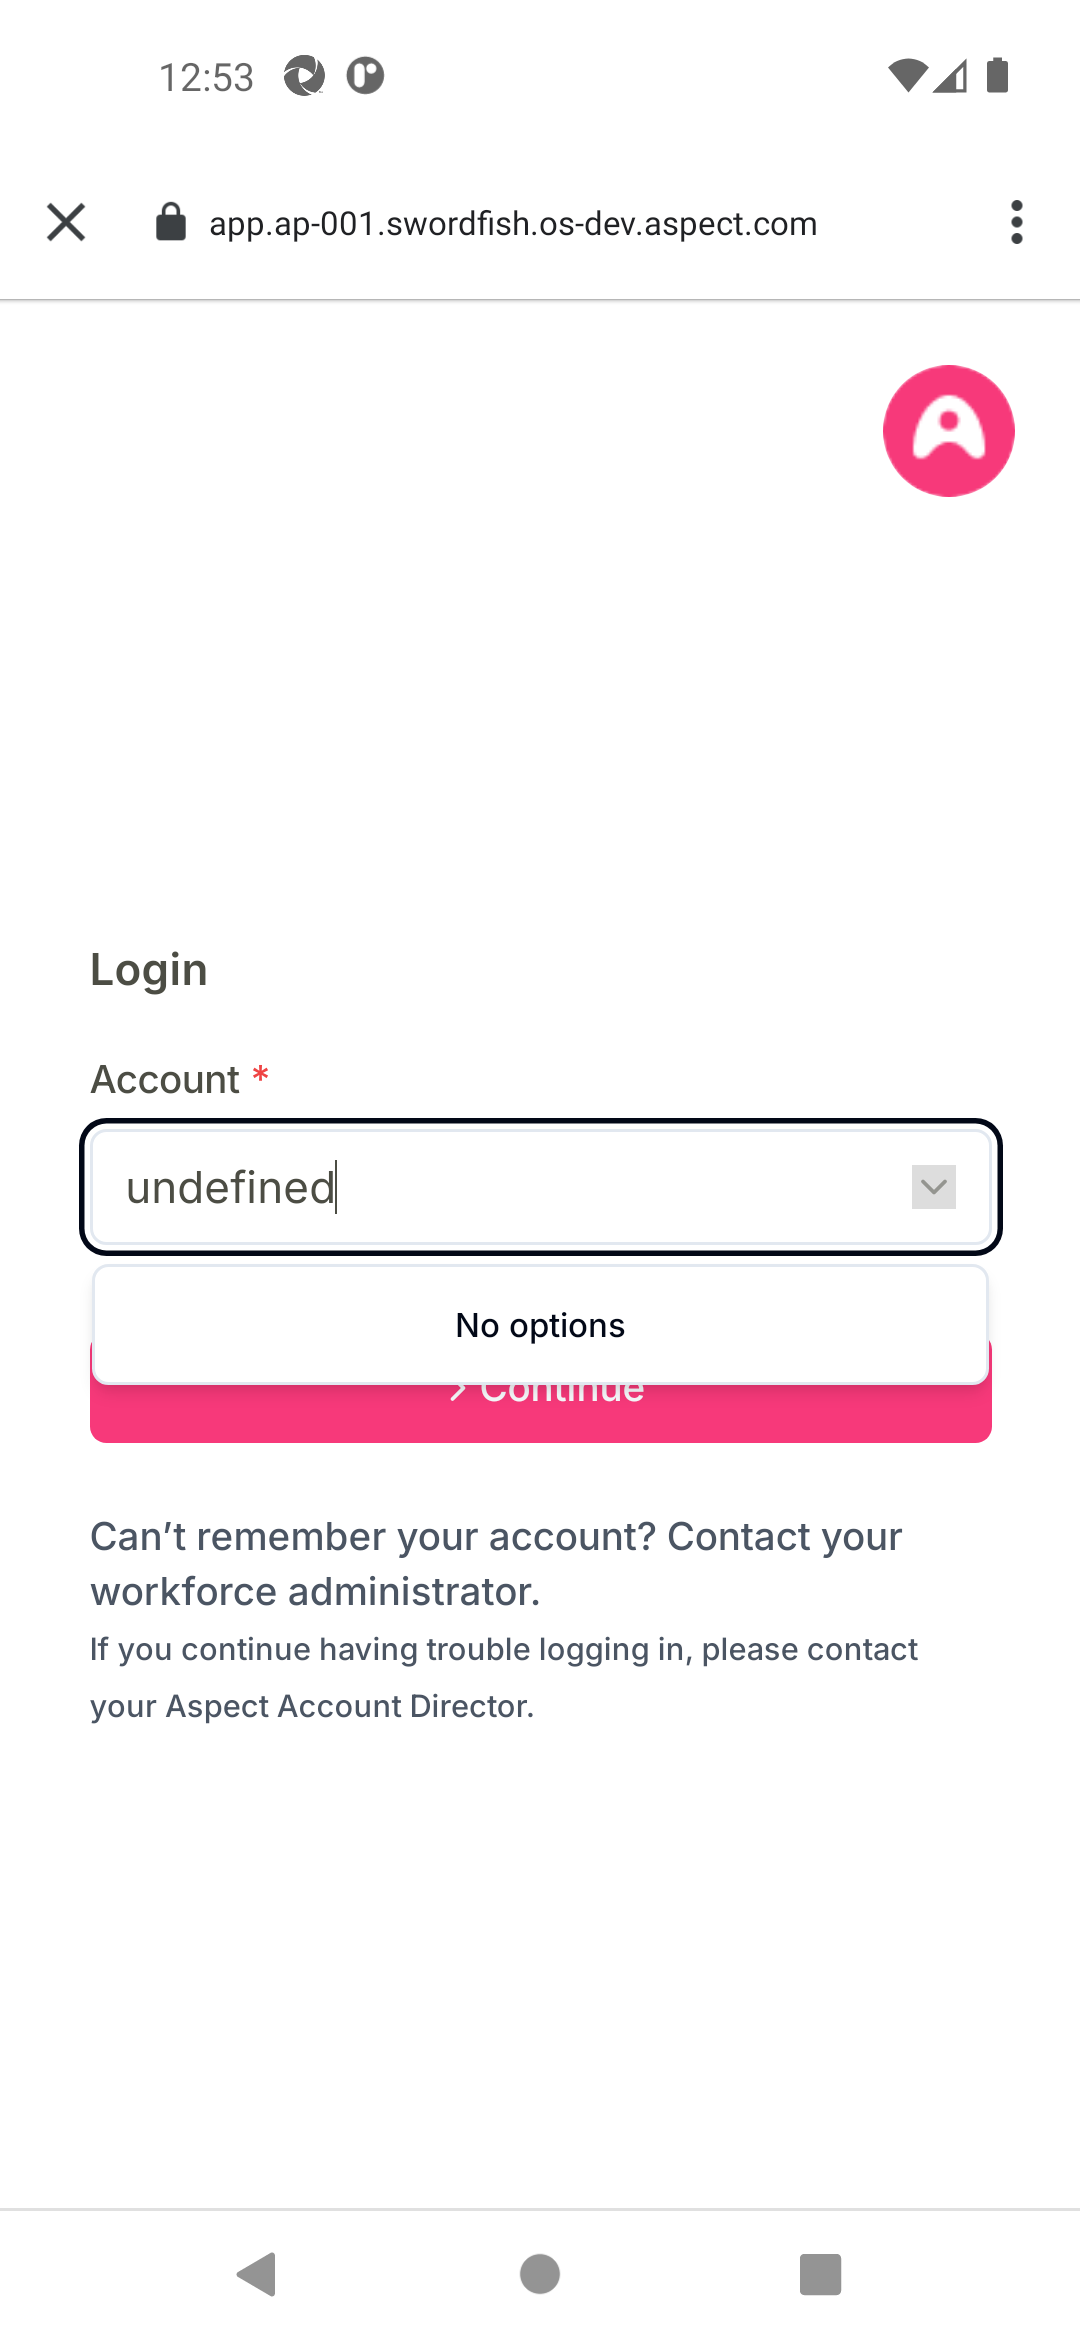 12:53
app.ap-001.swordfish.os-dev.aspect.com
Login
Account *
undefined
No options
Continue
Can’t remember your account? Contact your
workforce administrator.
If you continue having trouble logging in, please contact
your Aspect Account Director.